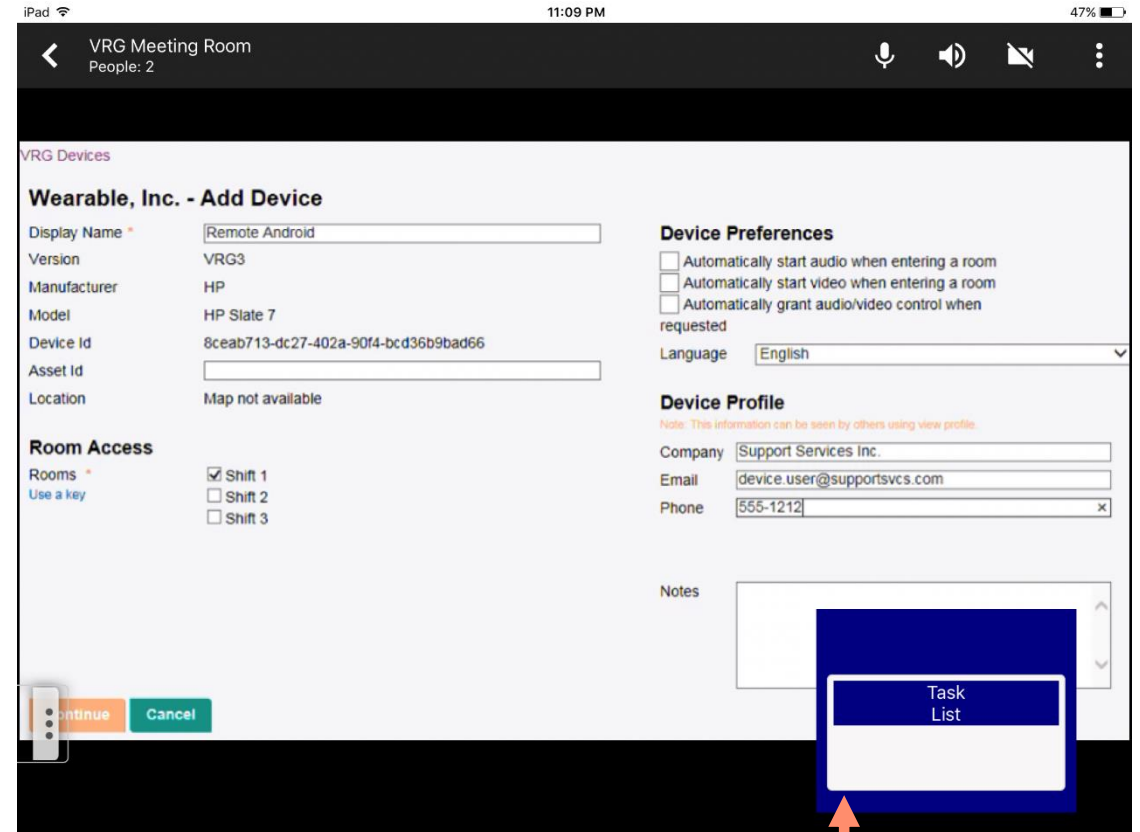 iPad 11:09 PM 47%
VRG Meeting Room
People: 2
VRG Devices
Wearable, Inc. - Add Device
Display Name * Remote Android
Version VRG3
Manufacturer HP
Model HP Slate 7
Device Id 8ceab713-dc27-402a-90f4-bcd36b9bad66
Asset Id
Location Map not available
Room Access
Rooms * Shift 1
Use a key Shift 2
Shift 3
Device Preferences
Automatically start audio when entering a room
Automatically start video when entering a room
Automatically grant audio/video control when
requested
Language English
Device Profile
Note: This information can be seen by others using view profile.
Company Support Services Inc.
Email device.user@supportsvcs.com
Phone 555-1212
Notes
Task
List
Cancel